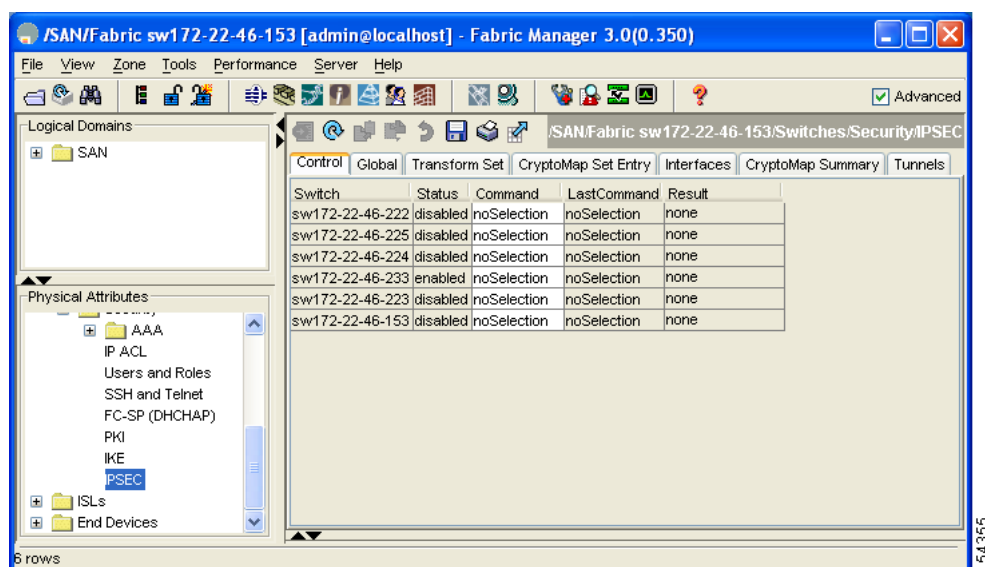 /SAN/Fabric sw172-22-46-153 [admin@localhost] - Fabric Manager 3.0(0.350)
File View Zone Tools Performance Server Help
Advanced
Logical Domains
SAN
/SAN/Fabric sw172-22-46-153/Switches/Security/IPSEC
Control Global Transform Set CryptoMap Set Entry Interfaces CryptoMap Summary Tunnels
Switch Status Command LastCommand Result
sw172-22-46-222 disabled noSelection noSelection none
sw172-22-46-225 disabled noSelection noSelection none
sw172-22-46-224 disabled noSelection noSelection none
sw172-22-46-233 enabled noSelection noSelection none
sw172-22-46-223 disabled noSelection noSelection none
sw172-22-46-153 disabled noSelection noSelection none
Physical Attributes
Security
AAA
IP ACL
Users and Roles
SSH and Telnet
FC-SP (DHCHAP)
PKI
IKE
IPSEC
ISLs
End Devices
6 rows
54355